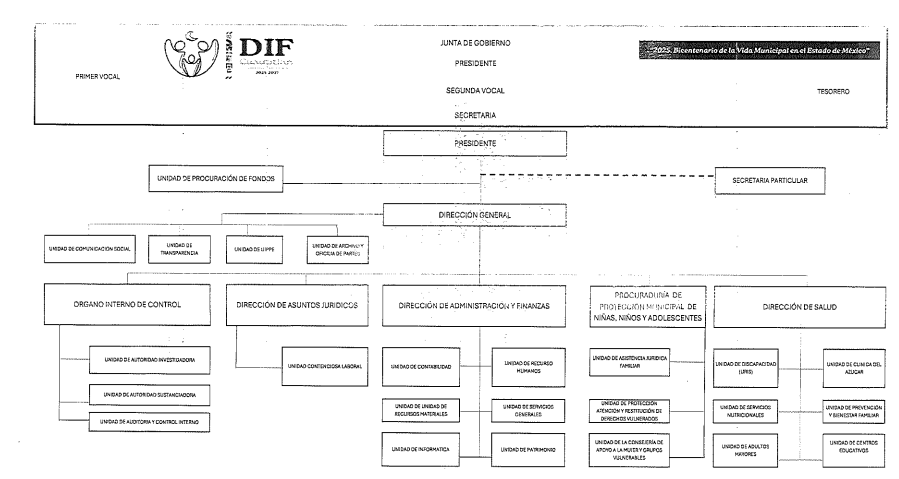 JUNTA DE GOBIERNO
DIF
"2025. Bicentenario de la Vida Municipal en el Estado de México"
PRESIDENTE
2025-2027
PRIMER VOCAL
SEGUNDA VOCAL
TESORERO
SECRETARIA
PRESIDENTE
UNIDAD DE PROCURACIÓN DE FONDOS
SECRETARIA PARTICULAR
DIRECCIÓN GENERAL
UNIDAD DE COMUNICACIÓN SOCIAL
UNIDAD DE
TRANSPARENCIA
UNIDAD DE UIPPE
UNIDAD DE ARCHIVO Y
OFICILIA DE PARTES
ORGANO INTERNO DE CONTROL
DIRECCIÓN DE ASUNTOS JURIDICOS
DIRECCIÓN DE ADMINISTRACION Y FINANZAS
PROCURADURÍA DE
PROTECCIÓN MUNICIPAL DE
NIÑAS, NIÑOS Y ADOLESCENTES
DIRECCIÓN DE SALUD
UNIDAD DE AUTORIDAD INVESTIGADORA
UNIDAD DE AUTORIDAD SUSTANCIADORA
UNIDAD DE AUDITORIA Y CONTROL INTERNO
UNIDAD CONTENCIOSA LABORAL
UNIDAD DE CONTABILIDAD
UNIDAD DE RECURSO
HUMANOS
UNIDAD DE UNIDAD DE
RECURSOS MATERIALES
UNIDAD DE SERVICIOS
GENERALES
UNIDAD DE INFORMATICA
UNIDAD DE PATRIMONIO
UNIDAD DE ASISTENCIA JURIDICA
FAMILIAR
UNIDAD DE PROTECCIÓN
ATENCIÓN Y RESTITUCIÓN DE
DERECHOS VULNERADOS
UNIDAD DE LA CONSEJERÍA DE
APOYO A LA MUJER Y GRUPOS
VULNERABLES
UNIDAD DE DISCAPACIDAD
(URIS)
UNIDAD DE CLINICA DEL
AZUCAR
UNIDAD DE SERVICIOS
NUTRICIONALES
UNIDAD DE PREVENCIÓN
Y BIENESTAR FAMILIAR
UNIDAD DE ADULTOS
MAYORES
UNIDAD DE CENTROS
EDUCATIVOS